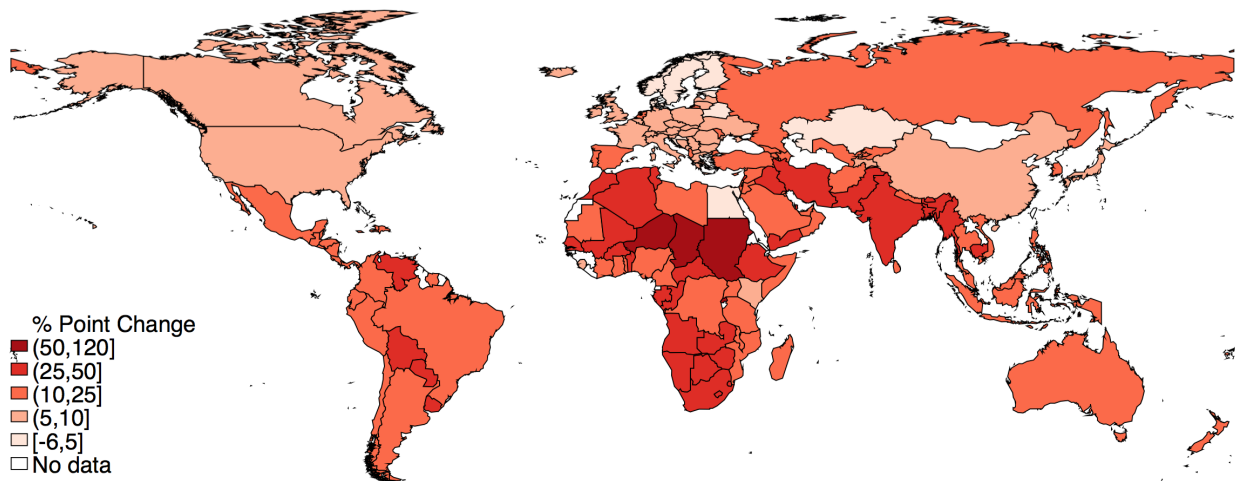 % Point Change
(50,120]
(25,50]
(10,25]
(5,10]
[-6,5]
No data